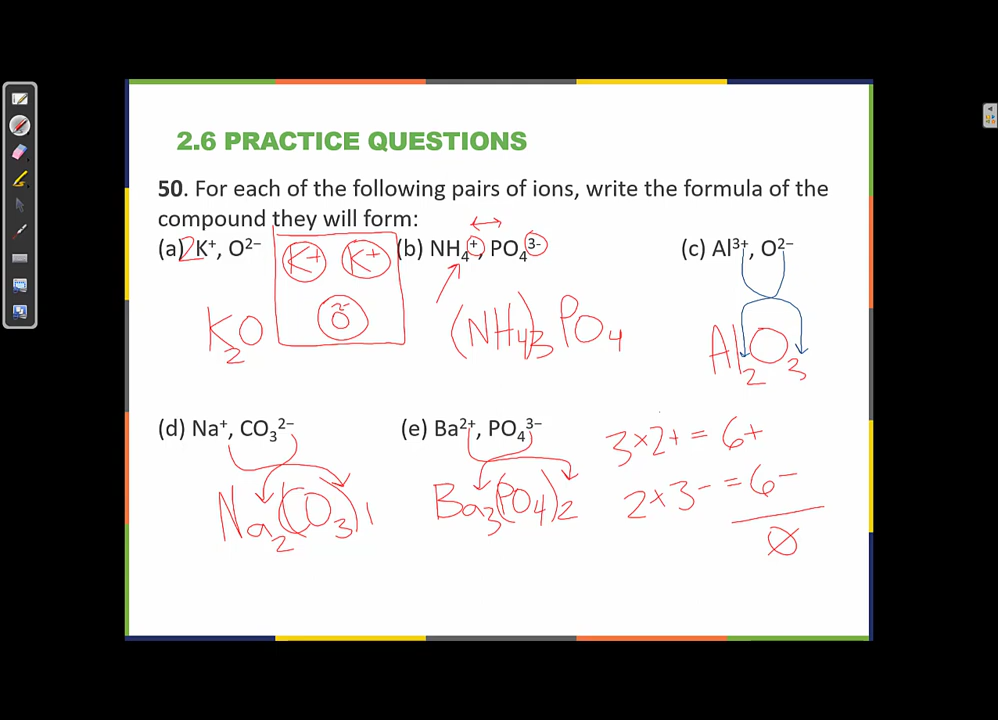 2.6 PRACTICE QUESTIONS
50. For each of the following pairs of ions, write the formula of the
compound they will form:
(a) 2K⁺, O²⁻
K⁺ K⁺
O²⁻
K₂O
(b) NH₄⁺, PO₄³⁻
(NH₄)₃PO₄
(c) Al³⁺, O²⁻
Al₂O₃
(d) Na⁺, CO₃²⁻
Na₂(CO₃)1
(e) Ba²⁺, PO₄³⁻
Ba₃(PO₄)₂
3×2+ = 6+
2×3- = 6-
0